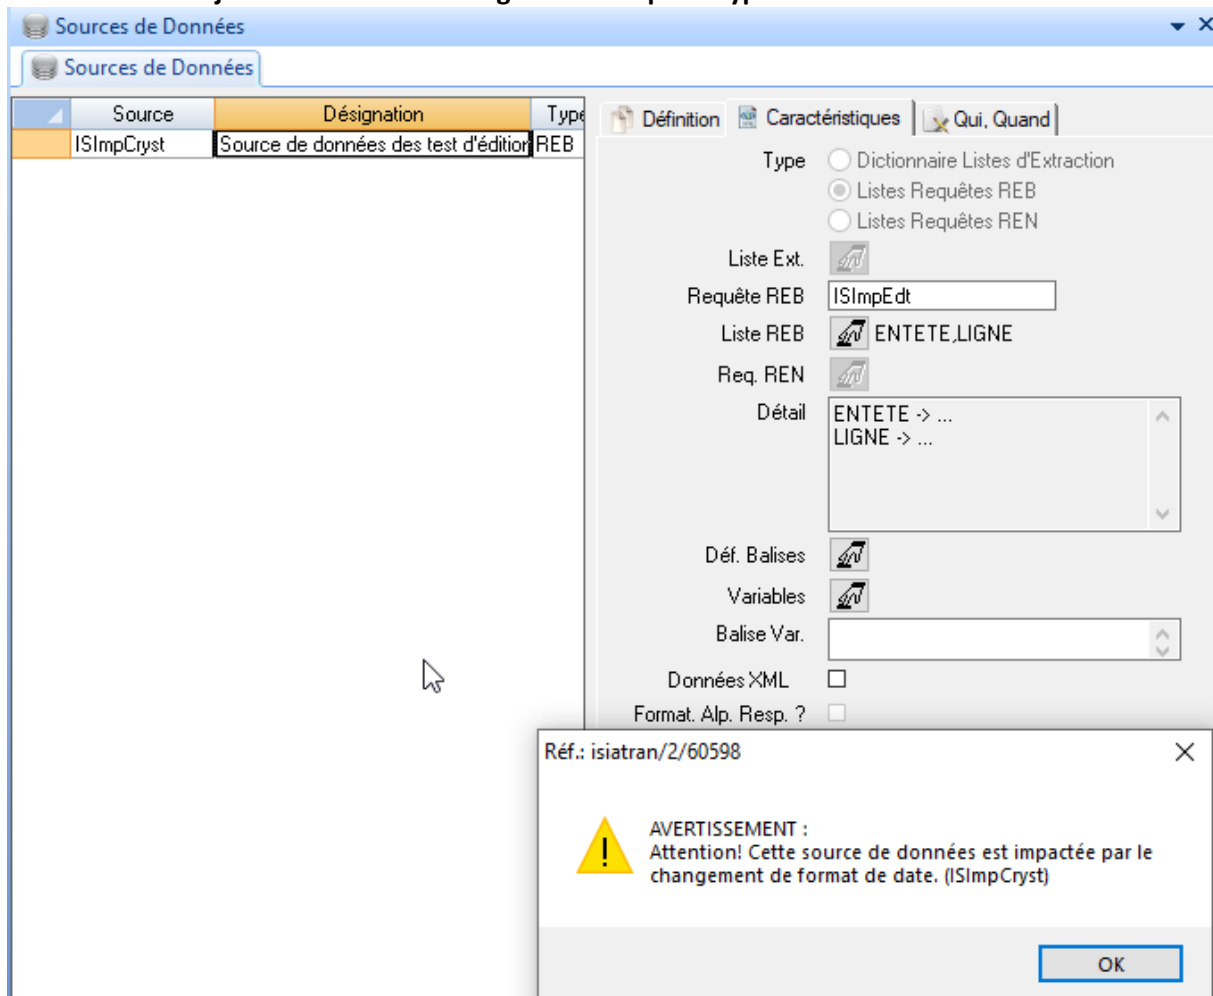 Sources de Données
Sources de Données
Source Désignation Type
ISImpCryst Source de données des test d'édition REB
Définition Caractéristiques Qui, Quand
Type Dictionnaire Listes d'Extraction
Listes Requêtes REB
Listes Requêtes REN
Liste Ext.
Requête REB ISImpEdt
Liste REB ENTETE,LIGNE
Req. REN
Détail ENTETE -> ...
LIGNE -> ...
Déf. Balises
Variables
Balise Var.
Données XML
Format. Alp. Resp. ?
Réf.: isiatran/2/60598
AVERTISSEMENT :
Attention! Cette source de données est impactée par le
changement de format de date. (ISImpCryst)
OK